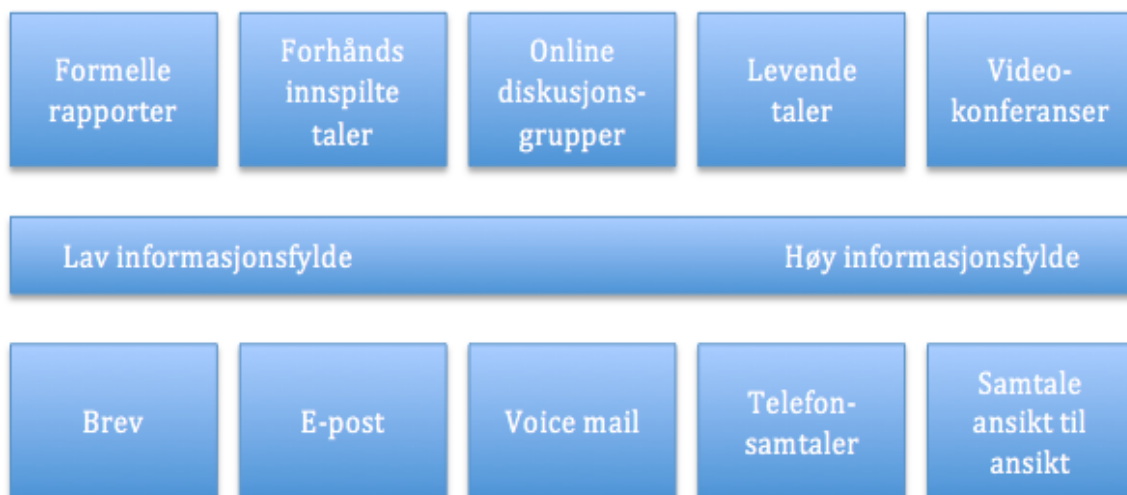 Formelle
rapporter
Forhånds
innspilte
taler
Online
diskusjons-
grupper
Levende
taler
Video-
konferanser
Lav informasjonsfylde
Høy informasjonsfylde
Brev
E-post
Voice mail
Telefon-
samtaler
Samtale
ansikt til
ansikt